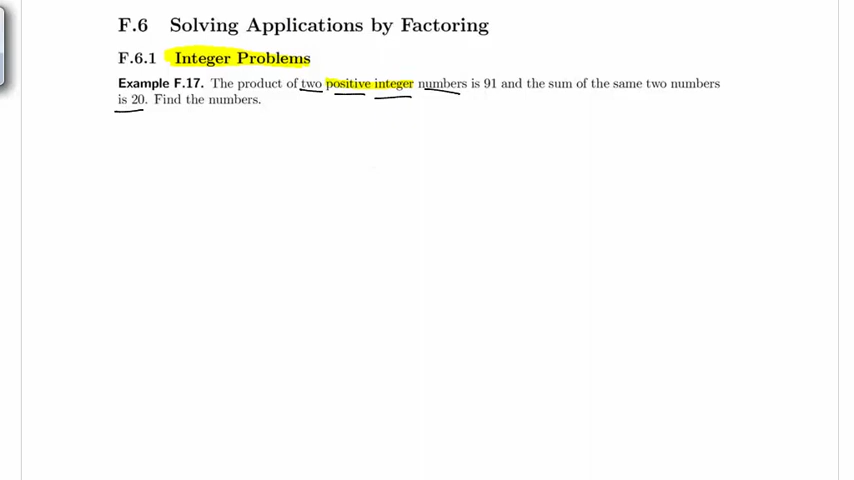 F.6 Solving Applications by Factoring
F.6.1 Integer Problems
Example F.17. The product of two positive integer numbers is 91 and the sum of the same two numbers
is 20. Find the numbers.